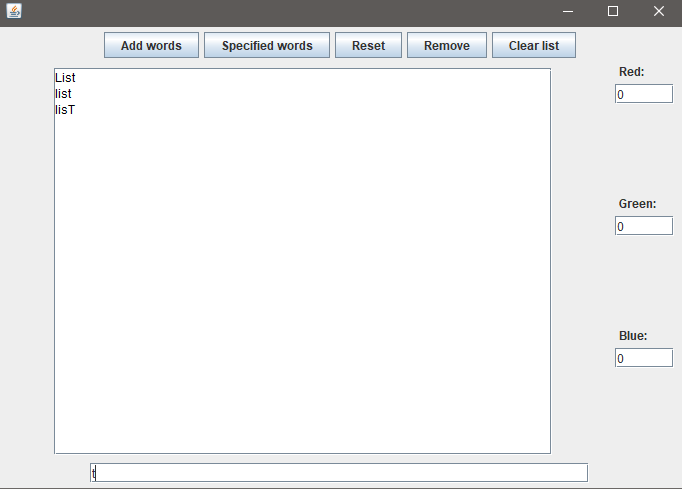 Add words Specified words Reset Remove Clear list
List
list
lisT
Red:
0
Green:
0
Blue:
0
t